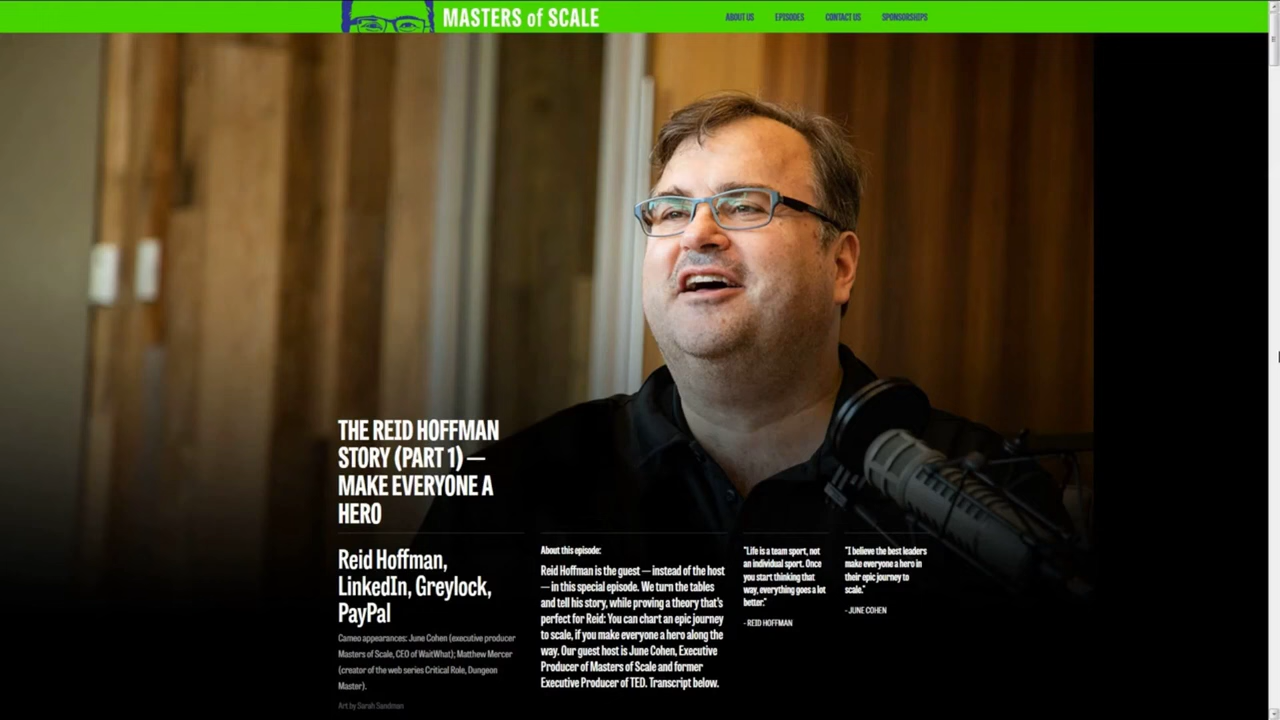 MASTERS of SCALE
ABOUT US
EPISODES
CONTACT US
SPONSORSHIPS
THE REID HOFFMAN
STORY (PART 1) —
MAKE EVERYONE A
HERO
Reid Hoffman,
LinkedIn, Greylock,
PayPal
Cameo appearances: June Cohen (executive producer
Masters of Scale, CEO of WaitWhat); Matthew Mercer
(creator of the web series Critical Role, Dungeon
Master).
Art by Sarah Sandman
About this episode:
Reid Hoffman is the guest — instead of the host
— in this special episode. We turn the tables
and tell his story, while proving a theory that's
perfect for Reid: You can chart an epic journey
to scale, if you make everyone a hero along the
way. Our guest host is June Cohen, Executive
Producer of Masters of Scale and former
Executive Producer of TED. Transcript below.
"Life is a team sport, not
an individual sport. Once
you start thinking that
way, everything goes a lot
better."
- REID HOFFMAN
"I believe the best leaders
make everyone a hero in
their epic journey to
scale."
- JUNE COHEN